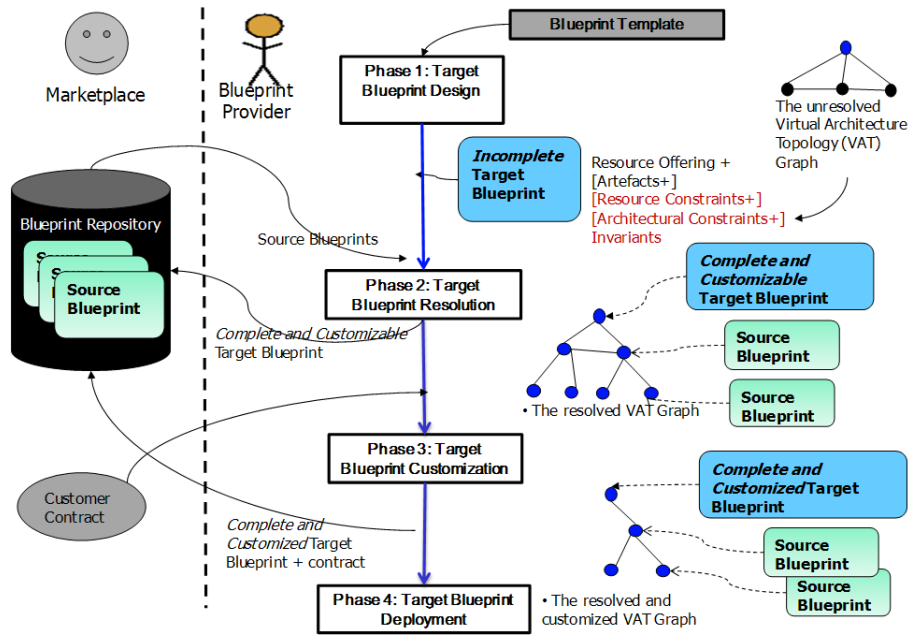 Marketplace
Blueprint
Provider
Blueprint Template
Phase 1: Target
Blueprint Design
The unresolved
Virtual Architecture
Topology (VAT)
Graph
Incomplete
Target
Blueprint
Resource Offering +
[Artefacts+]
[Resource Constraints+]
[Architectural Constraints+]
Invariants
Blueprint Repository
Source
Source
Source
Blueprint
Source Blueprints
Phase 2: Target
Blueprint Resolution
Complete and
Customizable
Target Blueprint
Complete and Customizable
Target Blueprint
Source
Blueprint
Source
Blueprint
• The resolved VAT Graph
Phase 3: Target
Blueprint Customization
Customer
Contract
Complete and
Customized Target
Blueprint + contract
Complete and
Customized Target
Blueprint
Source
Blueprint
Source
Blueprint
Phase 4: Target Blueprint
Deployment
• The resolved and
customized VAT Graph